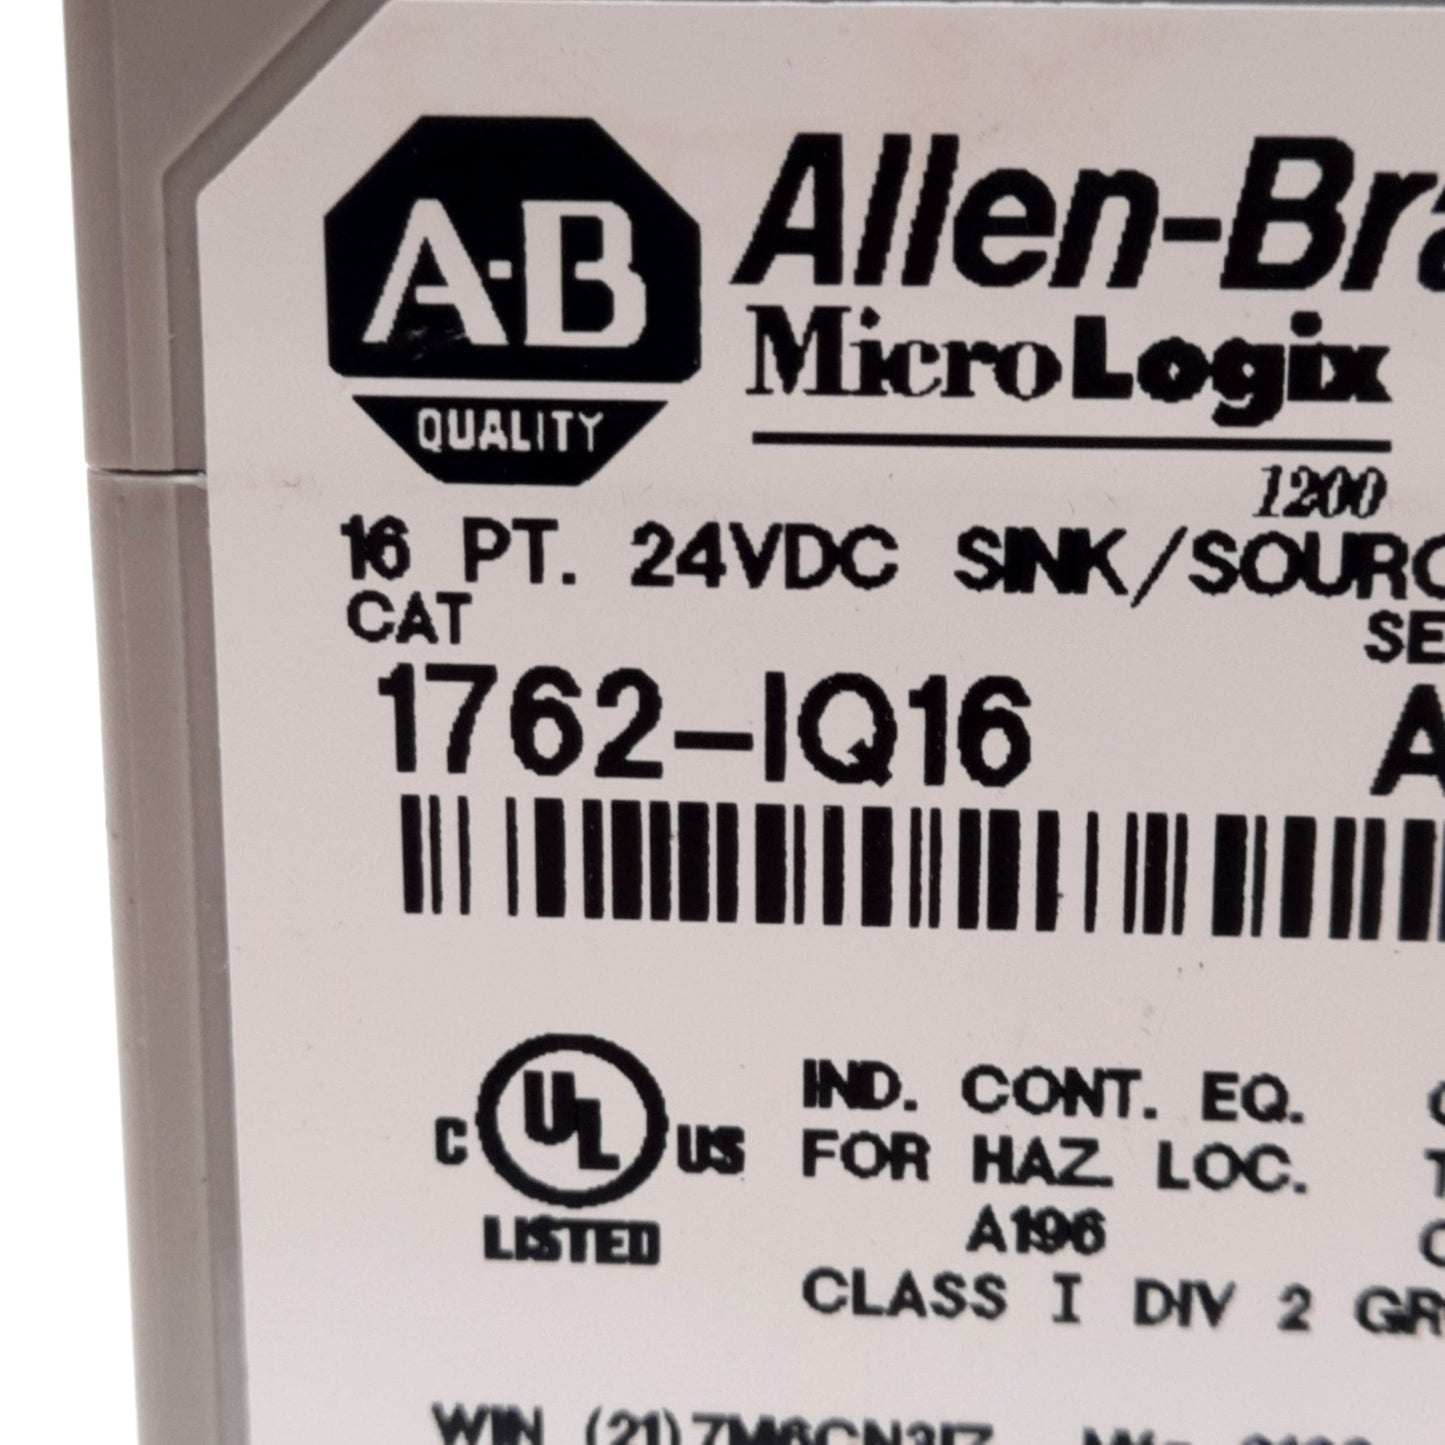 A-B
QUALITY
Allen-Bra
MicroLogix
1200
16 PT. 24VDC SINK/SOURC
CAT SE
1762-IQ16 A
C UL US
LISTED
IND. CONT. EQ.
FOR HAZ. LOC.
A196
CLASS I DIV 2 GR
WIN